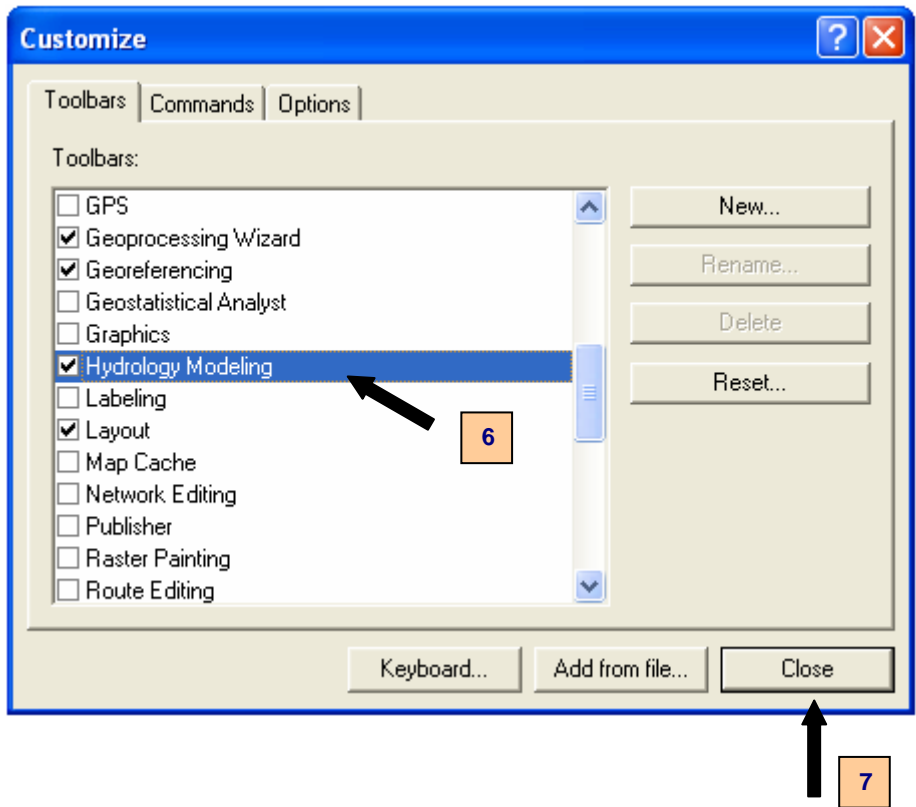 Customize
Toolbars Commands Options
Toolbars:
GPS
Geoprocessing Wizard
Georeferencing
Geostatistical Analyst
Graphics
Hydrology Modeling
Labeling
Layout
Map Cache
Network Editing
Publisher
Raster Painting
Route Editing
New...
Rename...
Delete
Reset...
6
Keyboard... Add from file... Close
7